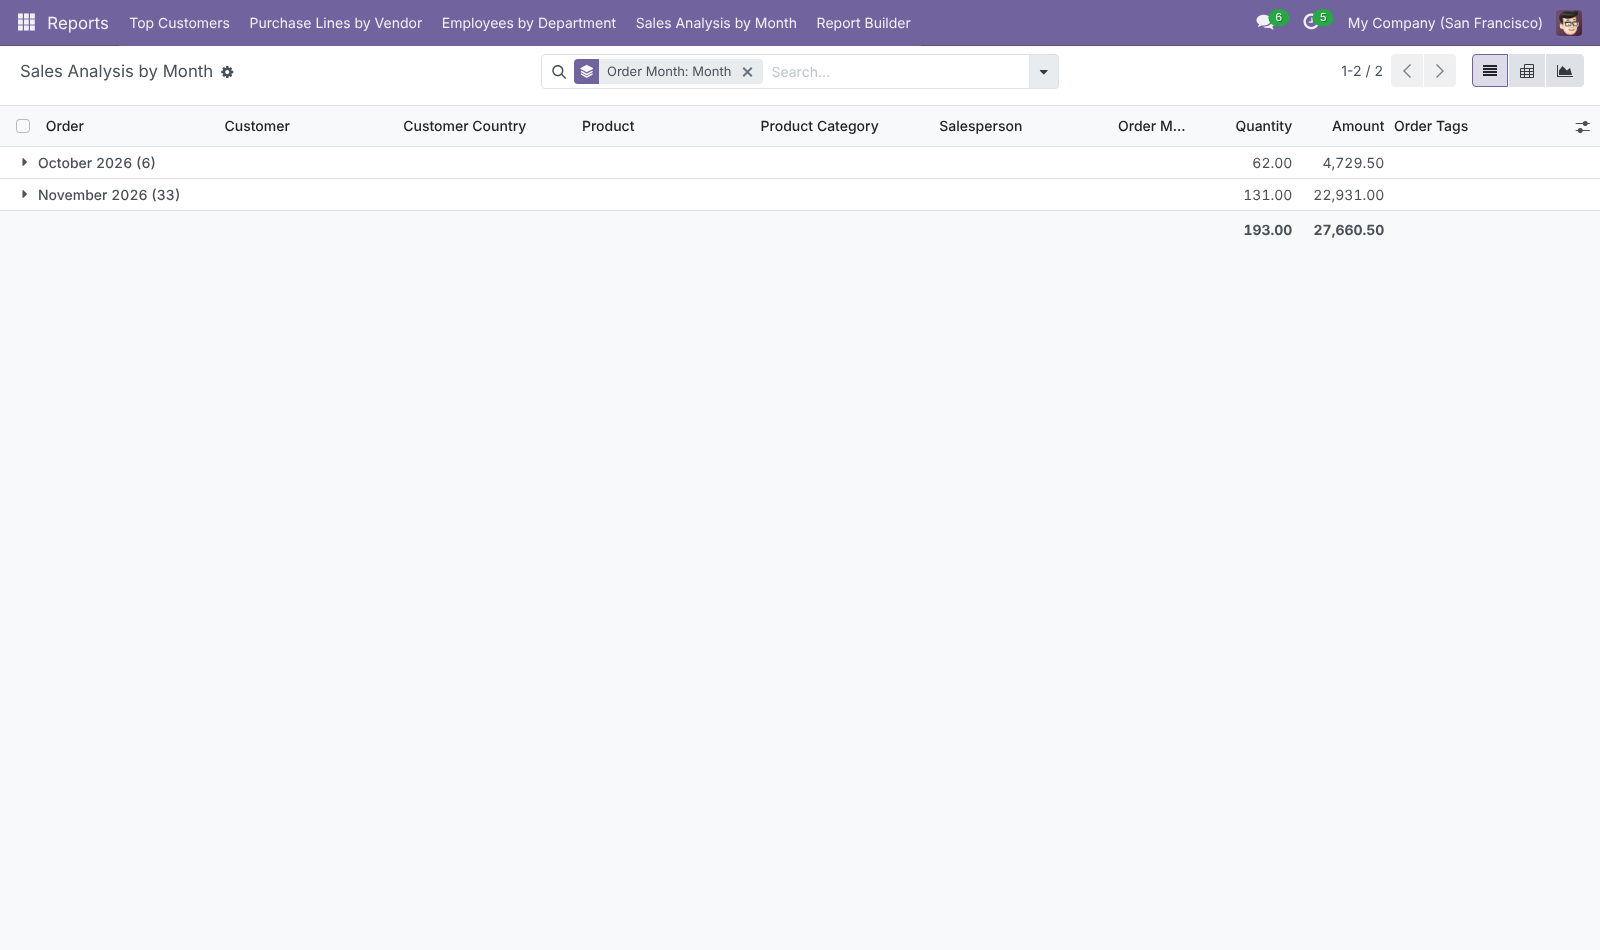 Reports Top Customers Purchase Lines by Vendor Employees by Department Sales Analysis by Month Report Builder 6 5 My Company (San Francisco)
Sales Analysis by Month Order Month: Month Search... 1-2 / 2
Order Customer Customer Country Product Product Category Salesperson Order M... Quantity Amount Order Tags
October 2026 (6) 62.00 4,729.50
November 2026 (33) 131.00 22,931.00
193.00 27,660.50